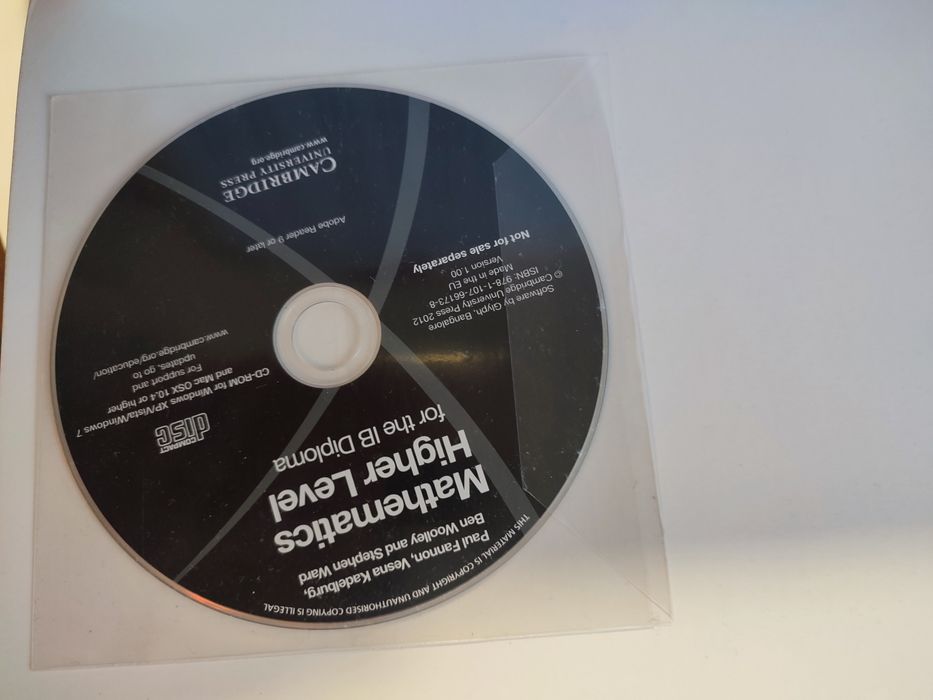 THIS MATERIAL IS COPYRIGHT AND UNAUTHORISED COPYING IS ILLEGAL
Paul Fannon, Vesna Kadelburg,
Ben Woolley and Stephen Ward
Mathematics
Higher Level
for the IB Diploma
COMPACT
disc
CD-ROM for Windows XP/Vista/Windows 7
and Mac OSX 10.4 or higher
For support and
updates, go to
www.cambridge.org/education/
Software by Glyph, Bangalore
© Cambridge University Press 2012
ISBN: 978-1-107-66173-8
Made in the EU
Version 1.00
Not for sale separately
Adobe Reader 9 or later
CAMBRIDGE
UNIVERSITY PRESS
www.cambridge.org